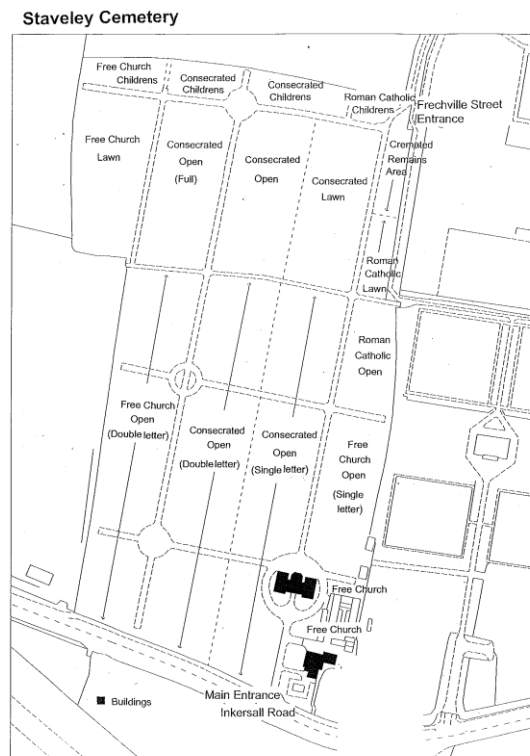 Staveley Cemetery
Free Church
Childrens
Consecrated
Childrens
Consecrated
Childrens
Roman Catholic
Childrens
Frechville Street
Entrance
Free Church
Lawn
Consecrated
Open
(Full)
Consecrated
Open
Consecrated
Lawn
Cremated
Remains
Area
Roman
Catholic
Lawn
Roman
Catholic
Open
Free Church
Open
(Double letter)
Consecrated
Open
(Double letter)
Consecrated
Open
(Single letter)
Free
Church
Open
(Single
letter)
Free Church
Free Church
Main Entrance
Inkersall Road
Buildings